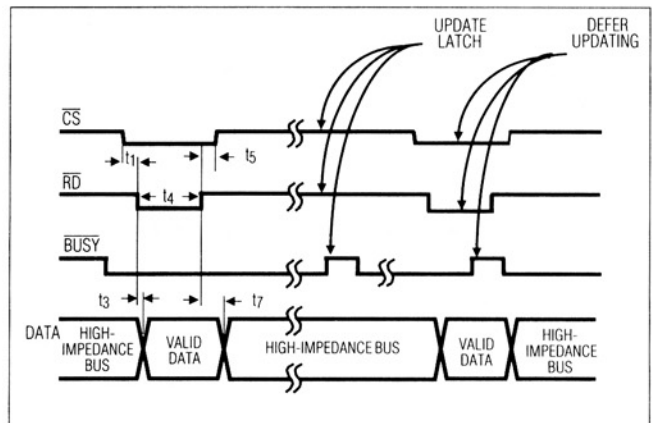 UPDATE
LATCH
DEFER
UPDATING
CS
t1
t5
RD
t4
BUSY
t3
t7
DATA
HIGH-
IMPEDANCE
BUS
VALID
DATA
HIGH-IMPEDANCE BUS
VALID
DATA
HIGH-
IMPEDANCE
BUS